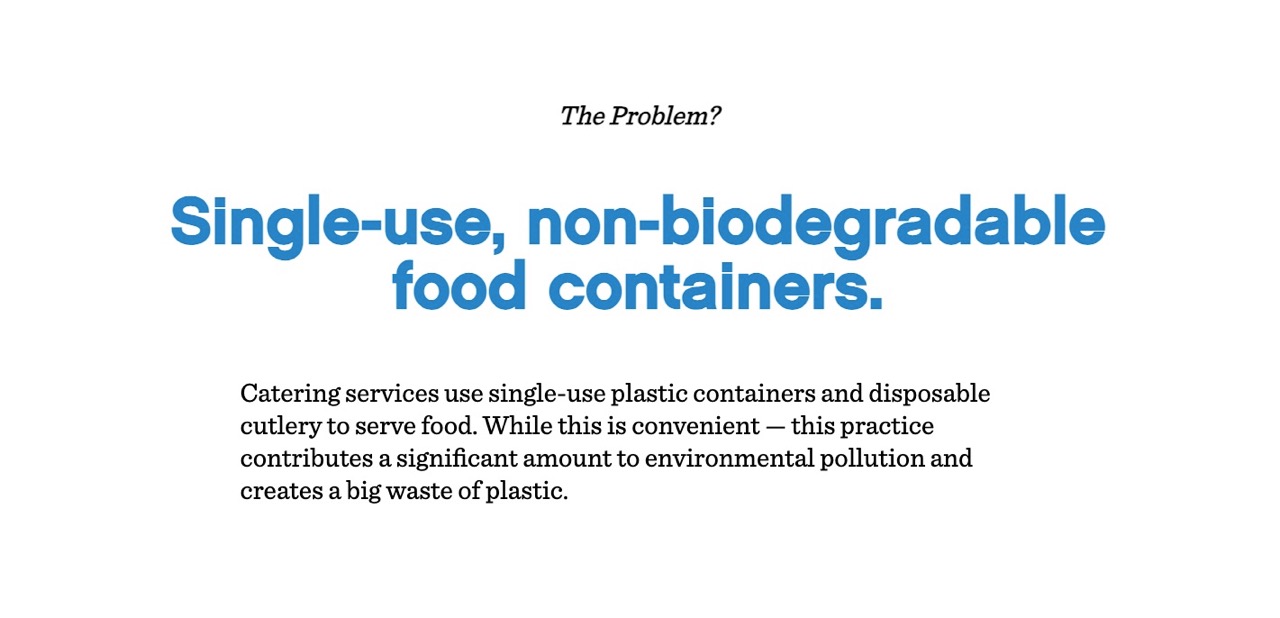 The Problem?
Single-use, non-biodegradable
food containers.
Catering services use single-use plastic containers and disposable
cutlery to serve food. While this is convenient — this practice
contributes a significant amount to environmental pollution and
creates a big waste of plastic.